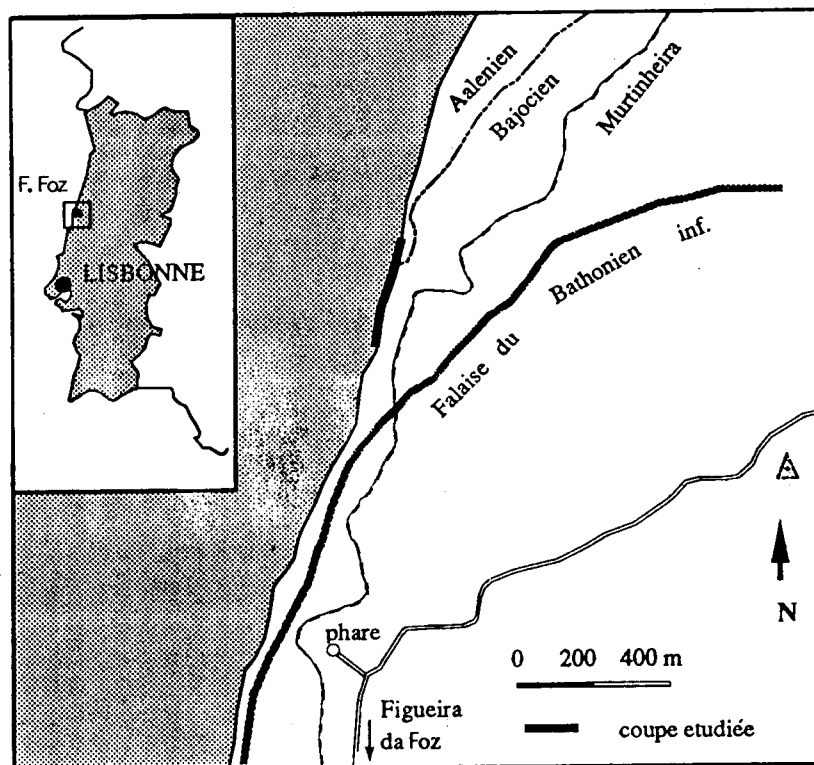 F. Foz
LISBONNE
Aalenien
Bajocien
Murtinheira
Falaise du Bathonien inf.
N
phare
0 200 400 m
Figueira
da Foz
coupe etudiée